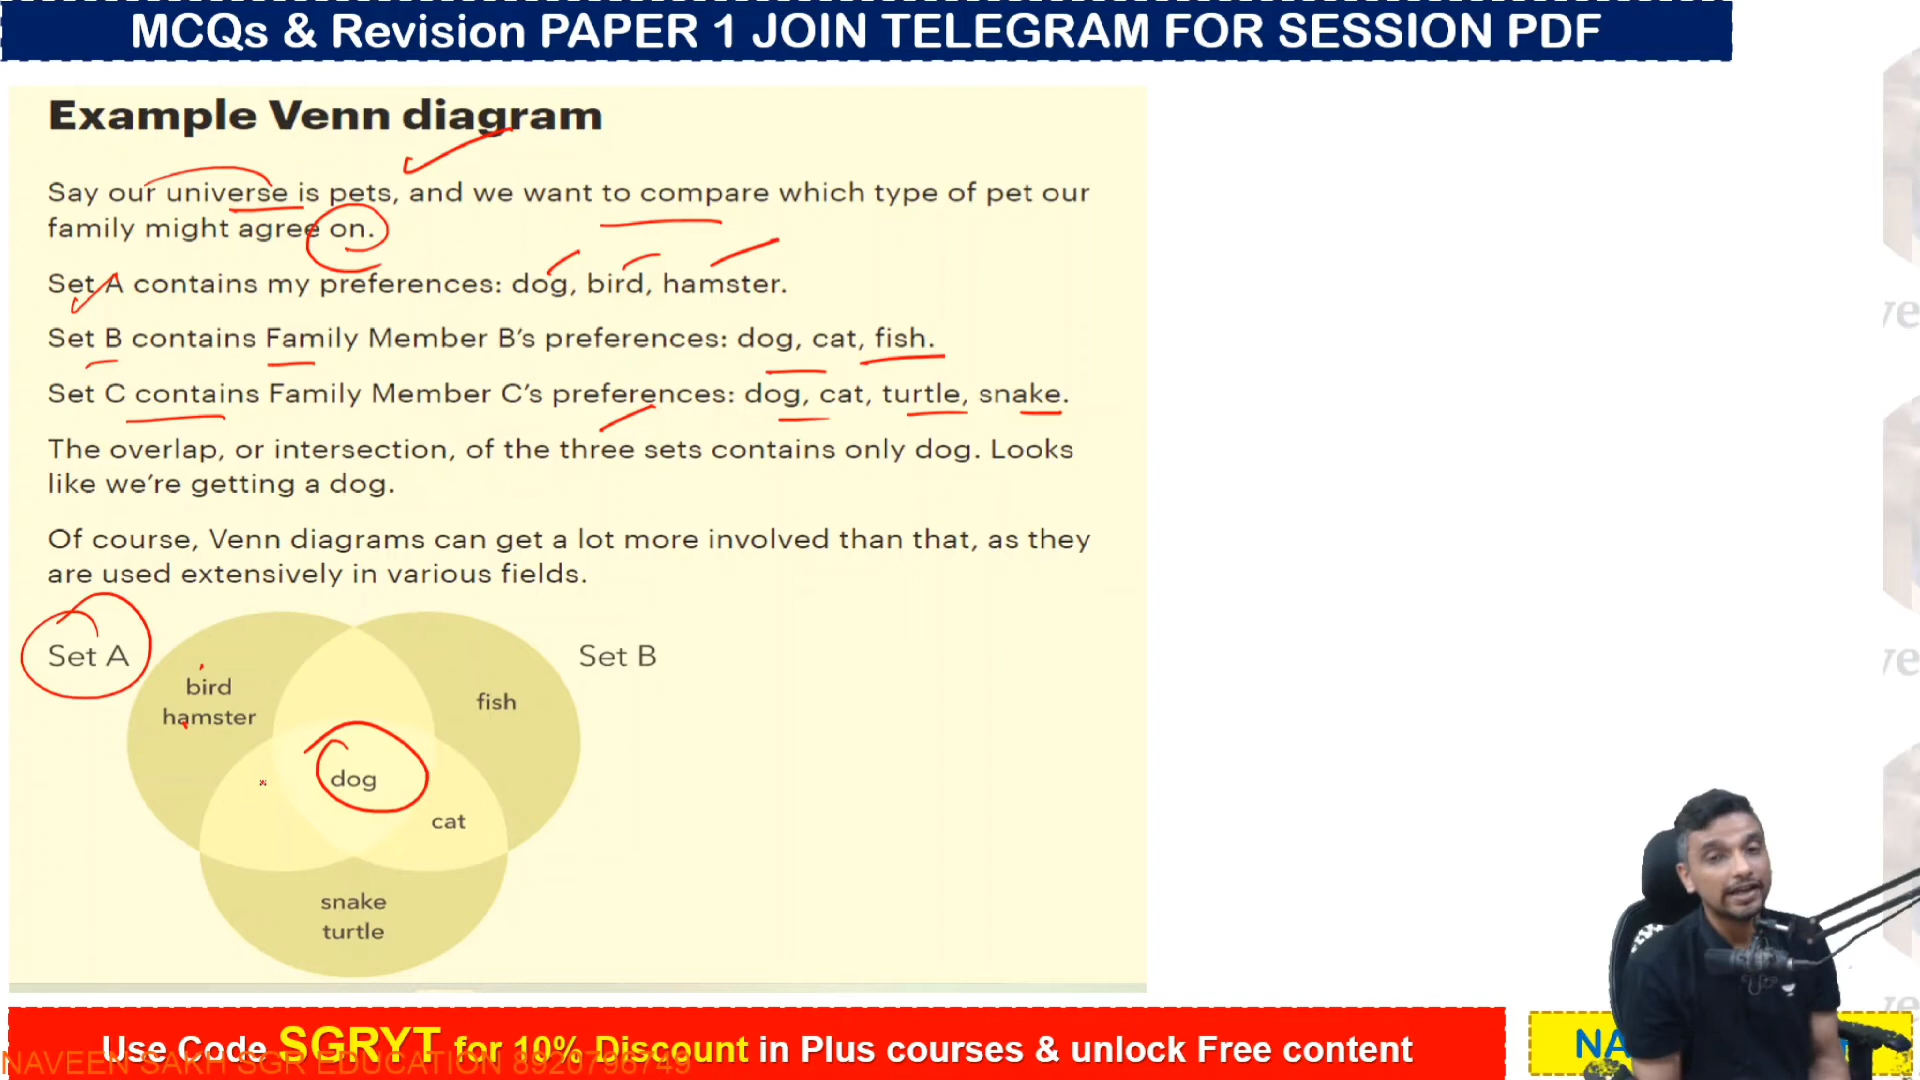 MCQs & Revision PAPER 1 JOIN TELEGRAM FOR SESSION PDF
Example Venn diagram
Say our universe is pets, and we want to compare which type of pet our
family might agree on.
Set A contains my preferences: dog, bird, hamster.
Set B contains Family Member B’s preferences: dog, cat, fish.
Set C contains Family Member C’s preferences: dog, cat, turtle, snake.
The overlap, or intersection, of the three sets contains only dog. Looks
like we’re getting a dog.
Of course, Venn diagrams can get a lot more involved than that, as they
are used extensively in various fields.
Set A
Set B
bird
hamster
fish
dog
cat
snake
turtle
Use Code SGRYT for 10% Discount in Plus courses & unlock Free content
NAVEEN SAKH SGR EDUCATION 8920798749